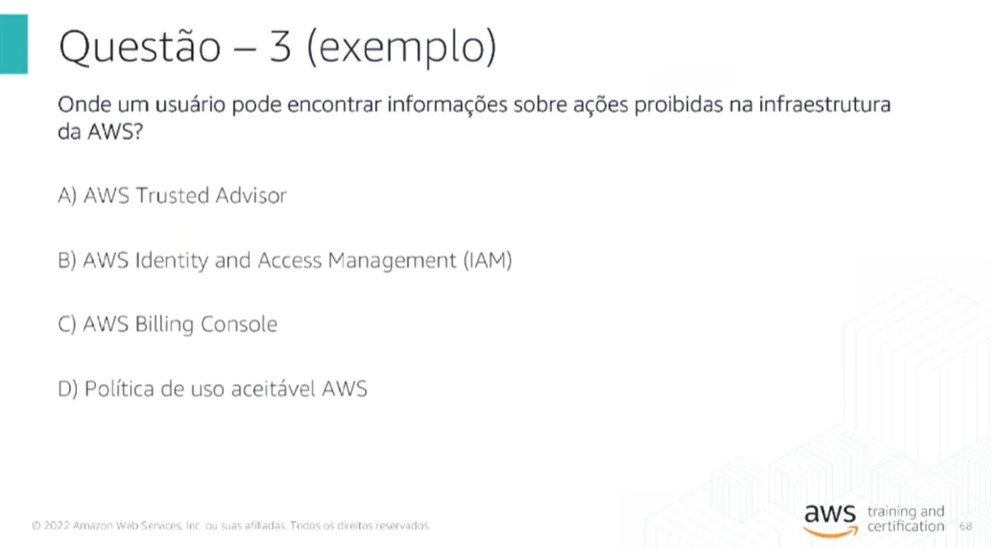 Questão – 3 (exemplo)
Onde um usuário pode encontrar informações sobre ações proibidas na infraestrutura
da AWS?
A) AWS Trusted Advisor
B) AWS Identity and Access Management (IAM)
C) AWS Billing Console
D) Política de uso aceitável AWS
© 2022 Amazon Web Services, Inc. ou suas afiliadas. Todos os direitos reservados.
aws training and
certification 68